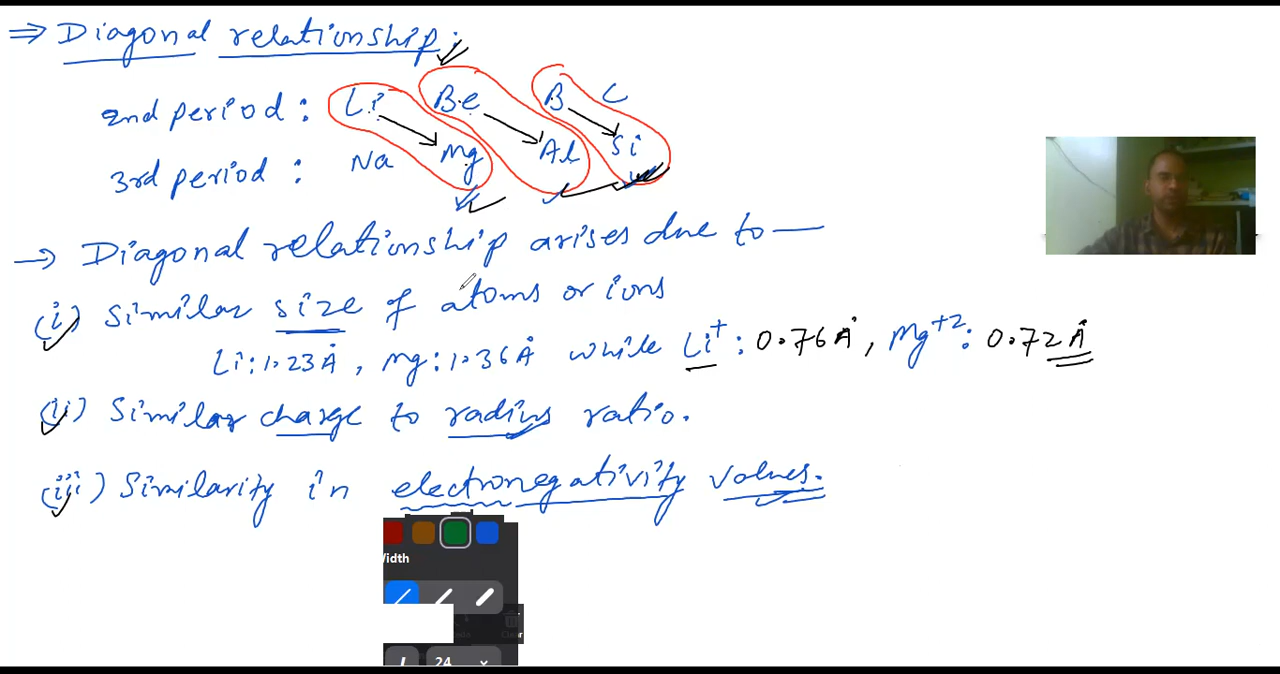 ⇒ Diagonal relationship:
2nd period : Li Be B C
3rd period : Na Mg Al Si
→ Diagonal relationship arises due to —
(i) Similar size of atoms or ions
Li: 1.23 Å , Mg: 1.36 Å while Li⁺: 0.76 Å, Mg⁺²: 0.72 Å
(ii) Similar charge to radius ratio.
(iii) Similarity in electronegativity values.
Width
24